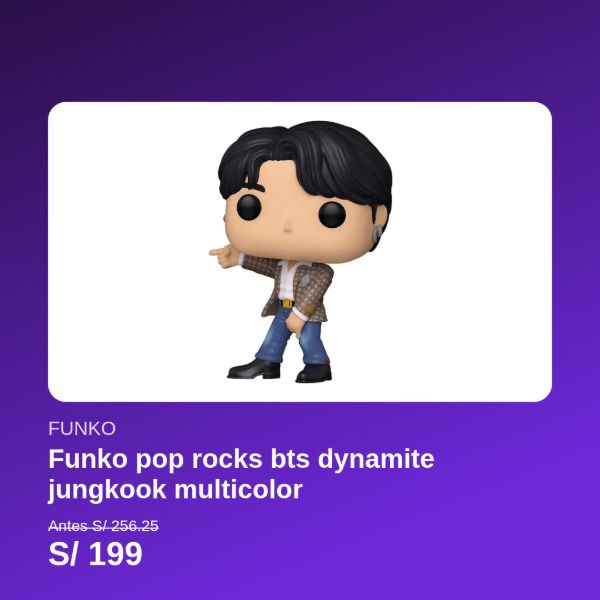 FUNKO
Funko pop rocks bts dynamite
jungkook multicolor
Antes S/ 256.25
S/ 199